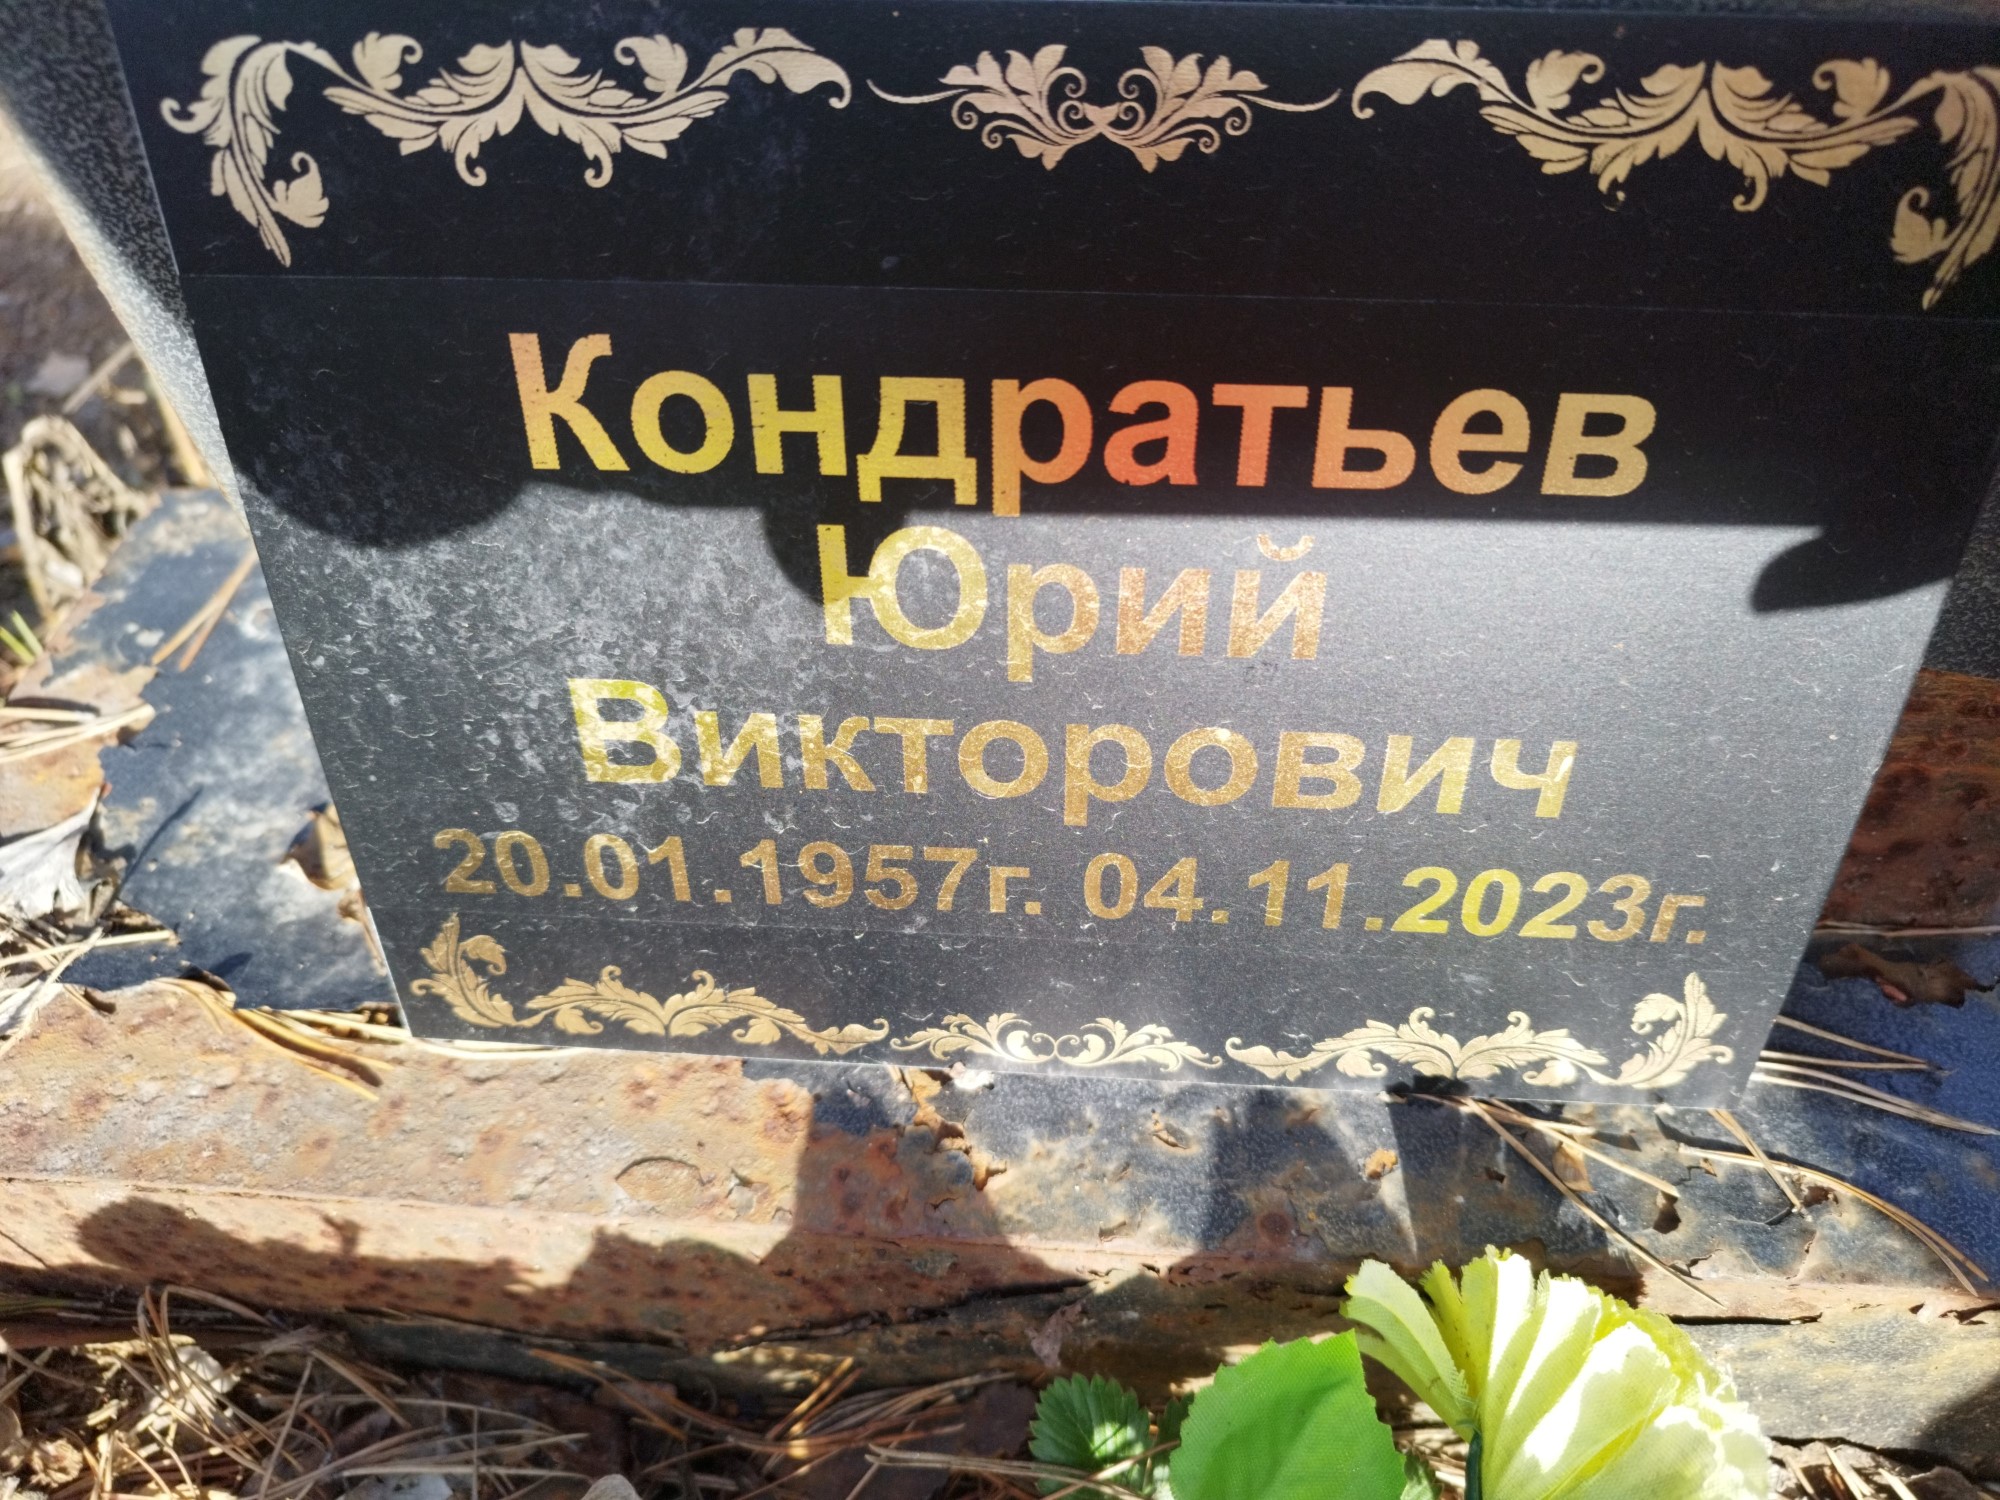 Кондратьев
Юрий
Викторович
20.01.1957г. 04.11.2023г.